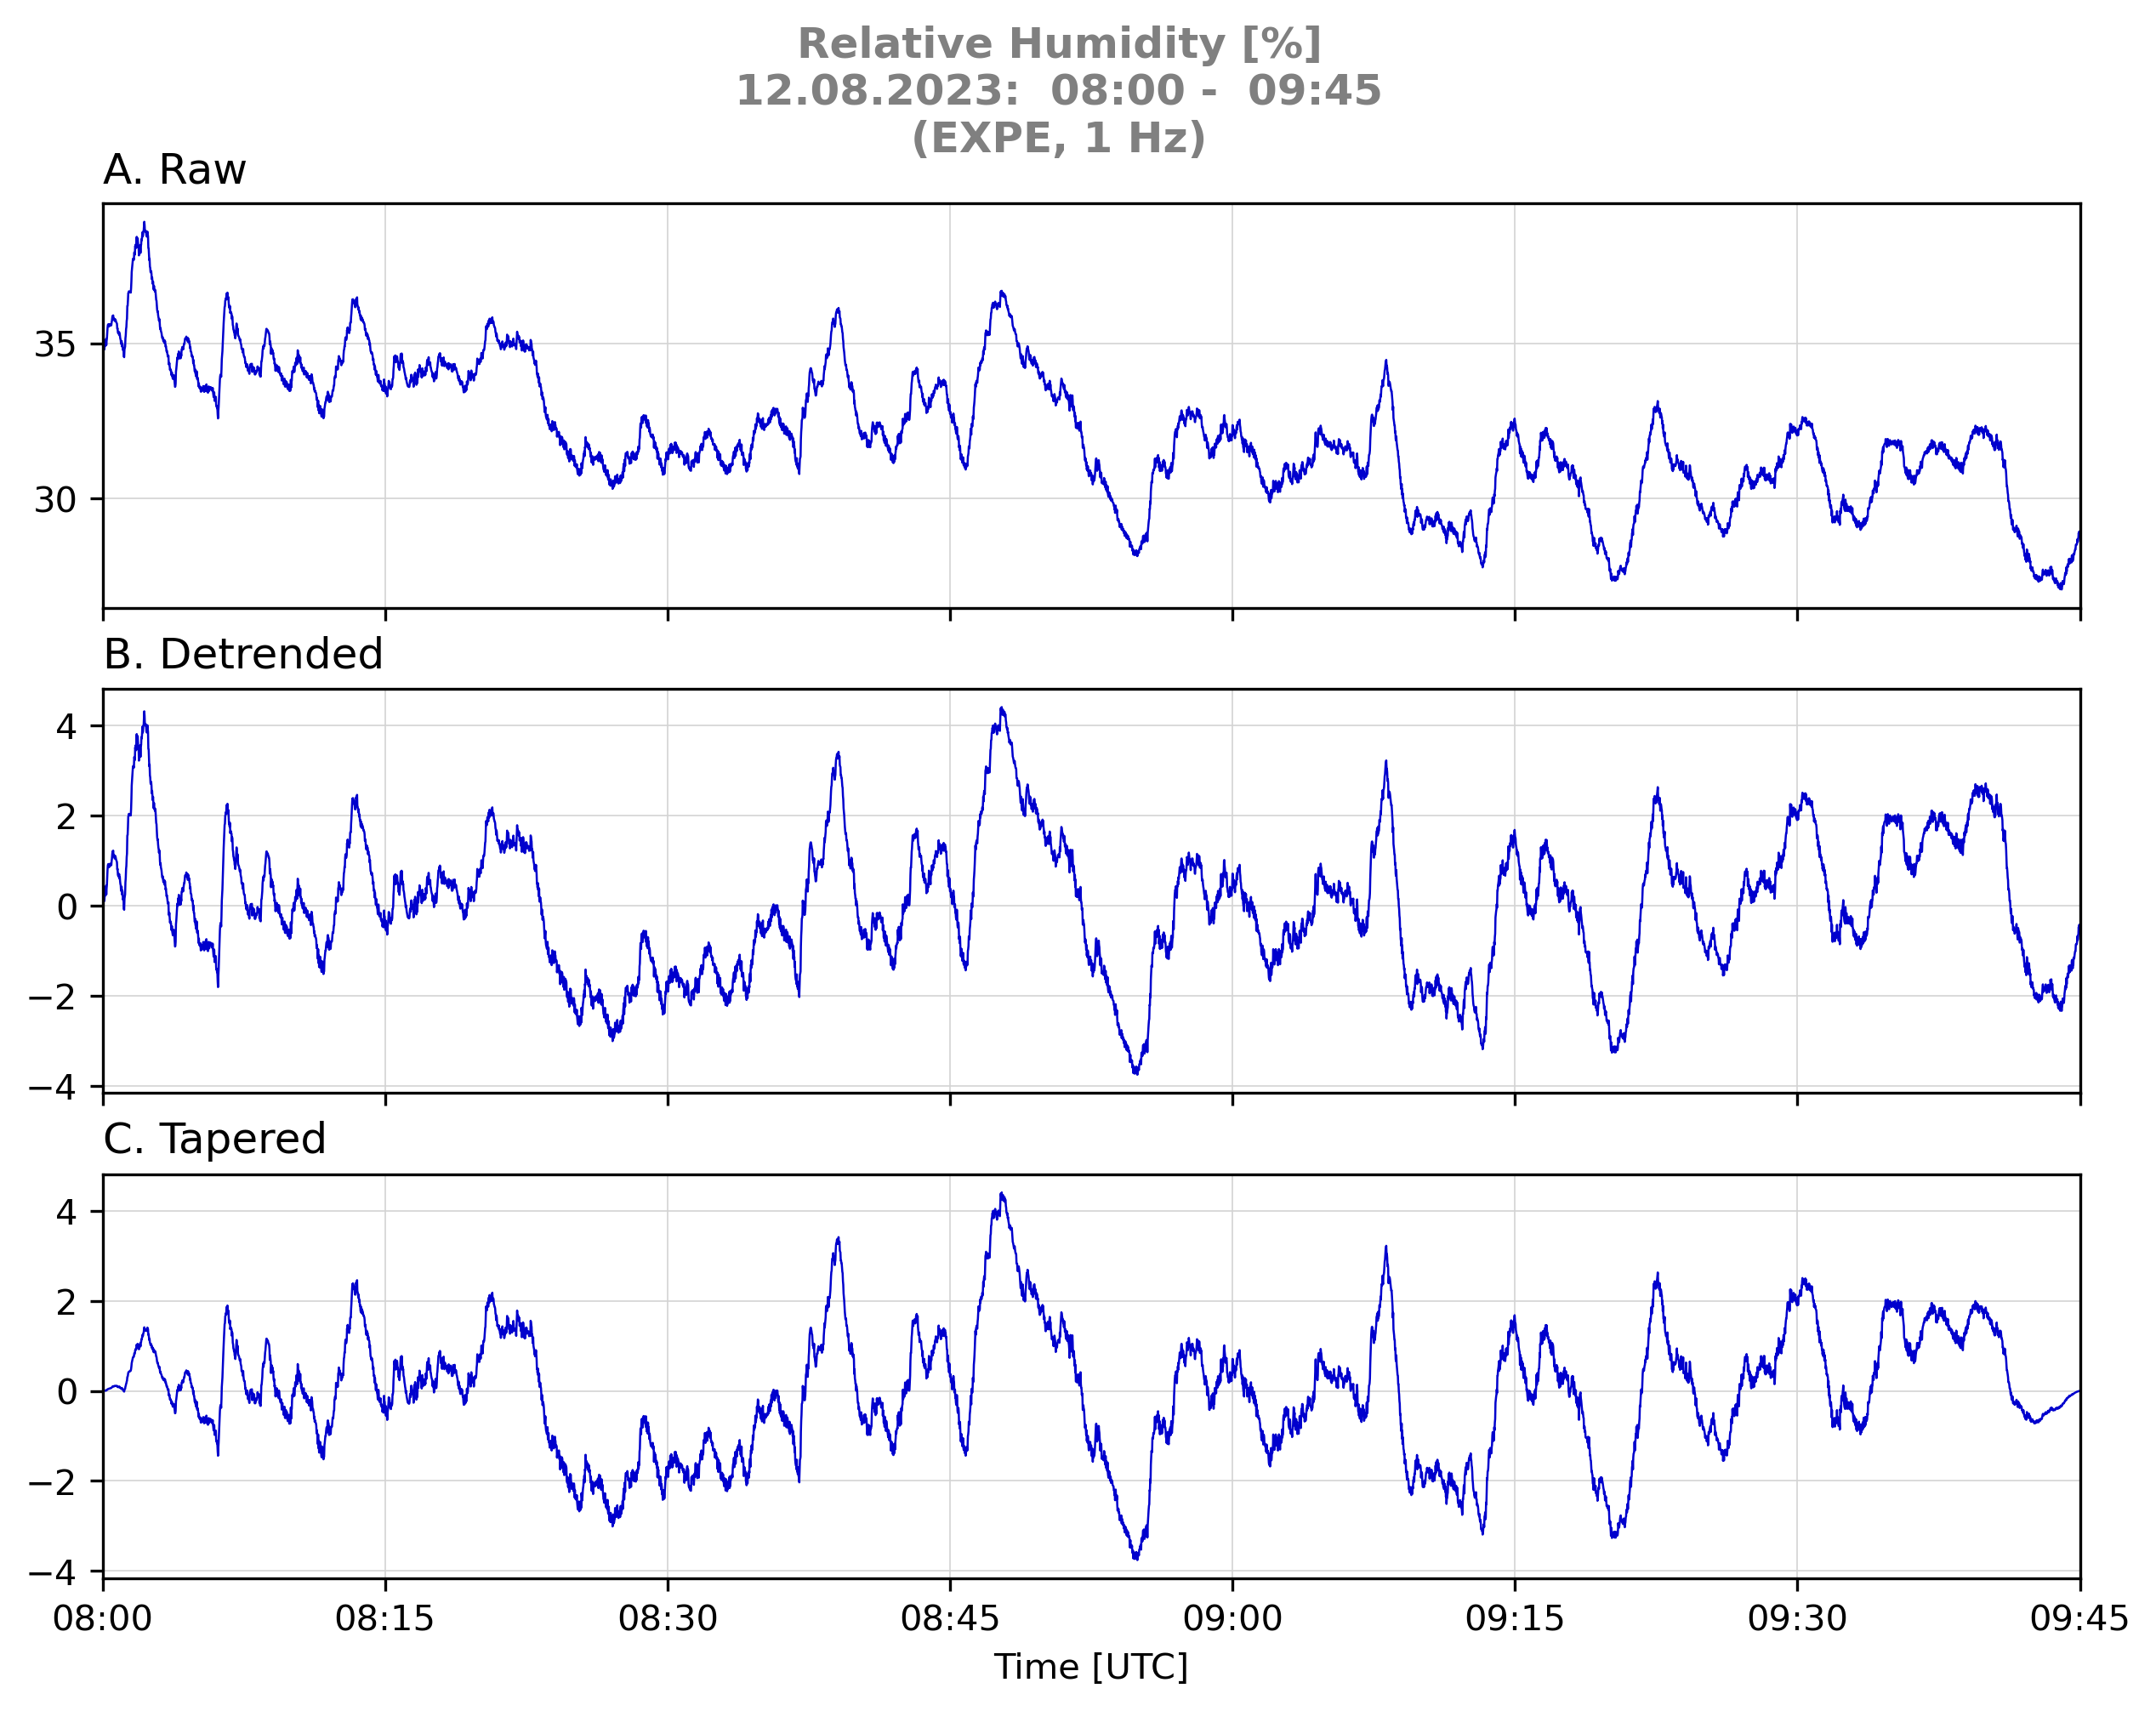 Relative Humidity [%]
12.08.2023:  08:00 -  09:45
(EXPE, 1 Hz)
A. Raw
35
30
B. Detrended
4
2
0
−2
−4
C. Tapered
4
2
0
−2
−4
08:00 08:15 08:30 08:45 09:00 09:15 09:30 09:45
Time [UTC]